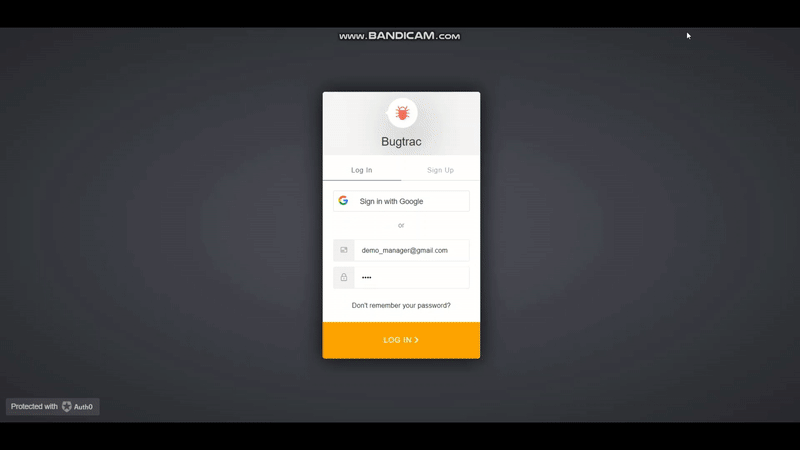 www.BANDICAM.com
Bugtrac
Log In
Sign Up
Sign in with Google
or
demo_manager@gmail.com
••••
Don't remember your password?
LOG IN >
Protected with Auth0